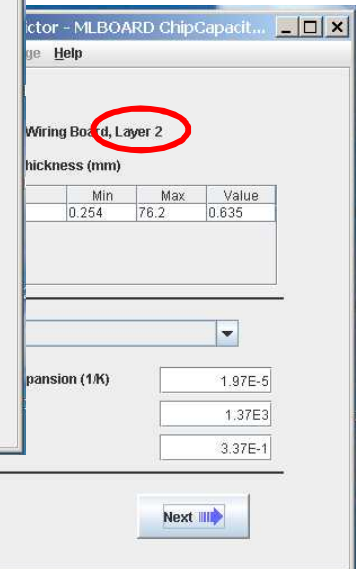 ctor - MLBOARD ChipCapacit...
ge Help
Wiring Board, Layer 2
hickness (mm)
Min Max Value
0.254 76.2 0.635
pansion (1/K) 1.97E-5
1.37E3
3.37E-1
Next